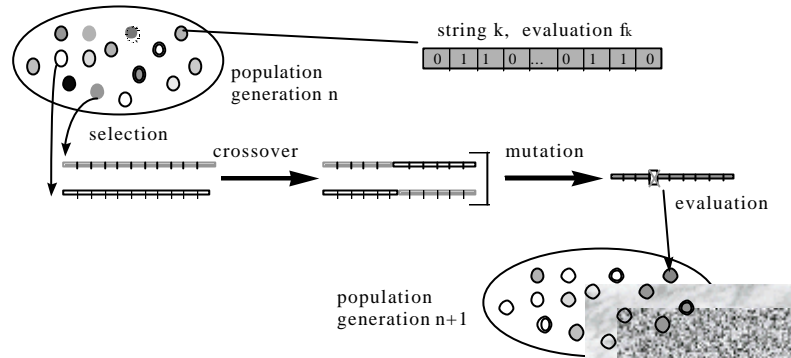 string k, evaluation fk
0 1 1 0 ... 0 1 1 0
population
generation n
selection
crossover
mutation
evaluation
population
generation n+1